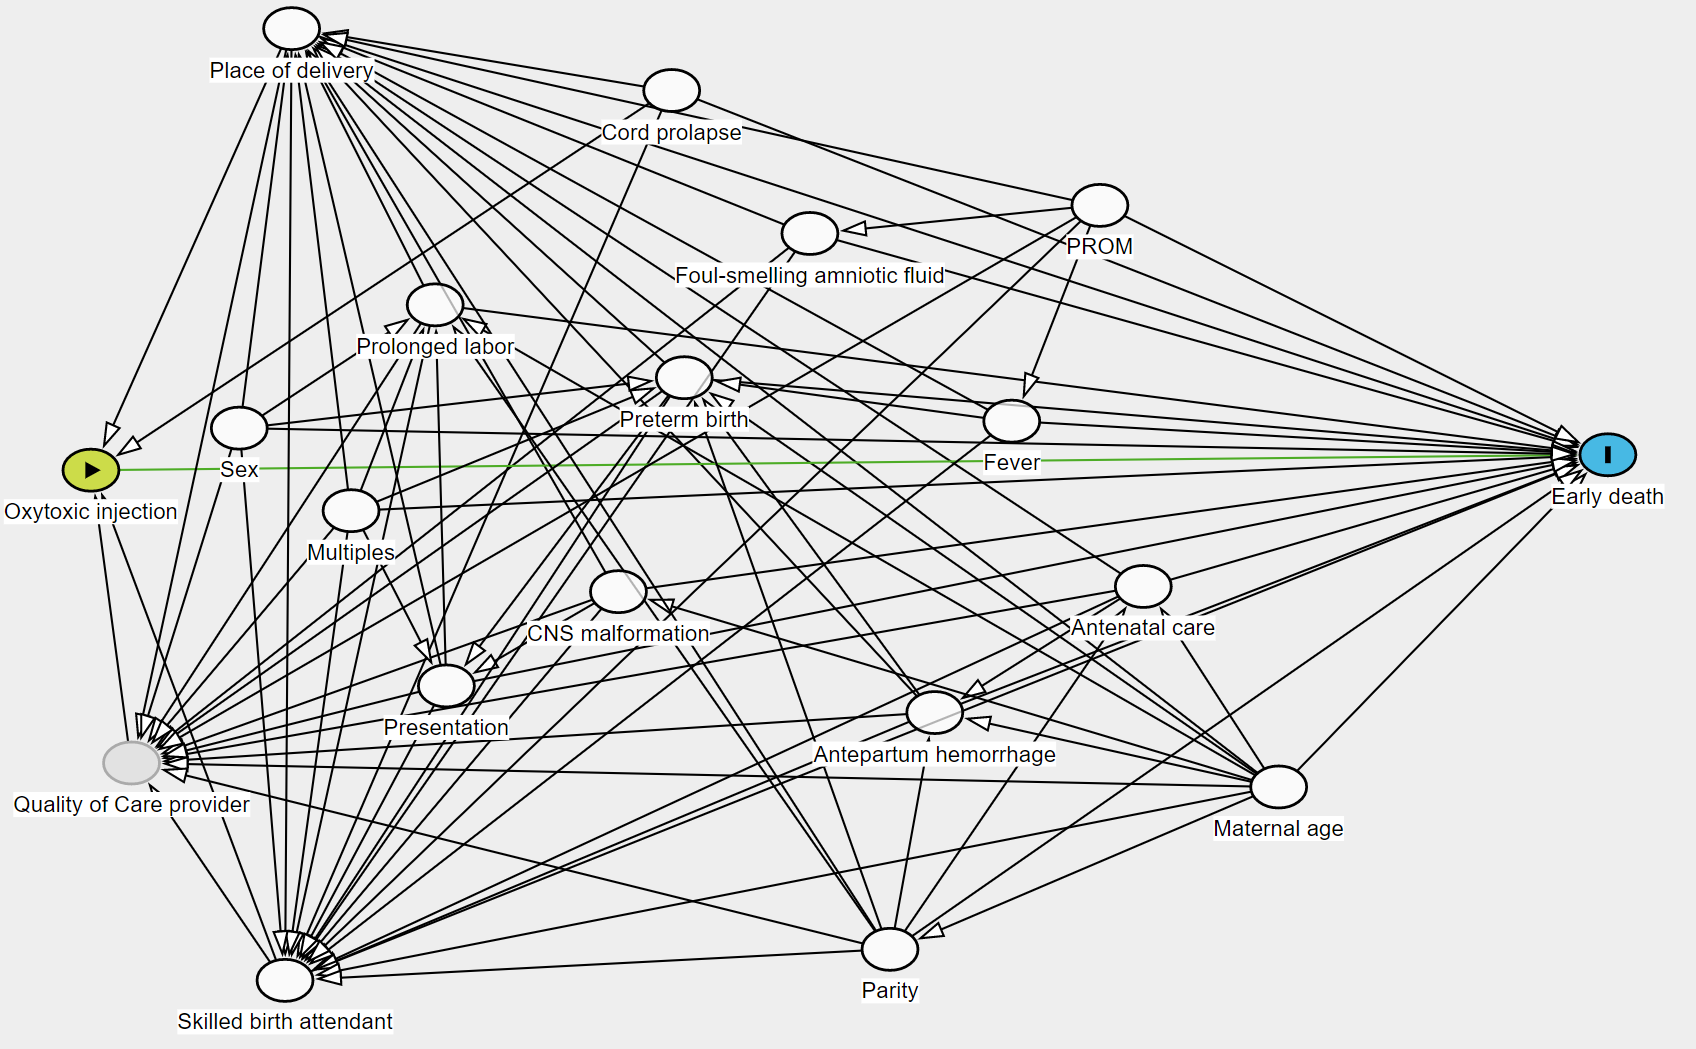 Place of delivery
Cord prolapse
PROM
Foul-smelling amniotic fluid
Prolonged labor
Preterm birth
Sex
Fever
Early death
Oxytoxic injection
Multiples
CNS malformation
Antenatal care
Presentation
Antepartum hemorrhage
Quality of Care provider
Maternal age
Parity
Skilled birth attendant